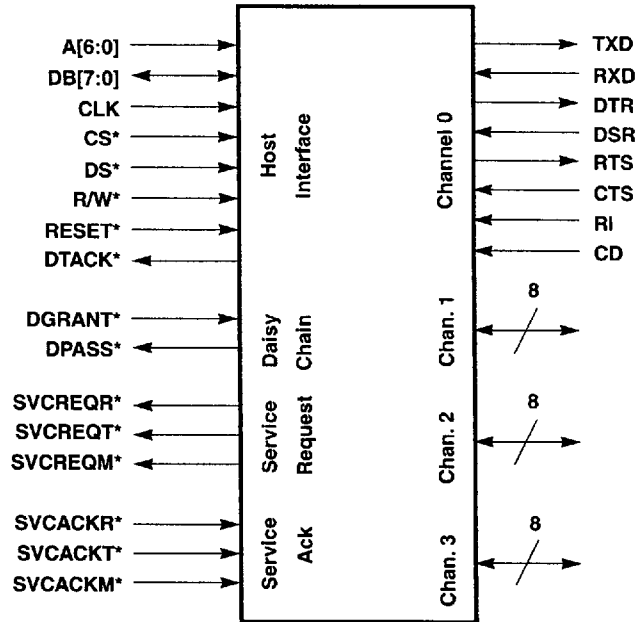 A[6:0]
DB[7:0]
CLK
CS*
DS*
R/W*
RESET*
DTACK*
DGRANT*
DPASS*
SVCREQR*
SVCREQT*
SVCREQM*
SVCACKR*
SVCACKT*
SVCACKM*
Host
Interface
Daisy
Chain
Service
Request
Service
Ack
Channel 0
Chan. 1
Chan. 2
Chan. 3
TXD
RXD
DTR
DSR
RTS
CTS
RI
CD
8
8
8